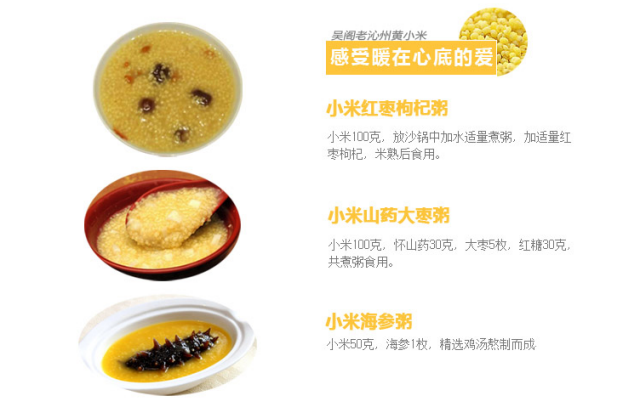 吴阁老沁州黄小米
感受暖在心底的爱
小米红枣枸杞粥
小米100克，放沙锅中加水适量煮粥，加适量红
枣枸杞，米熟后食用。
小米山药大枣粥
小米100克，怀山药30克，大枣5枚，红糖30克，
共煮粥食用。
小米海参粥
小米50克，海参1枚，精选鸡汤熬制而成